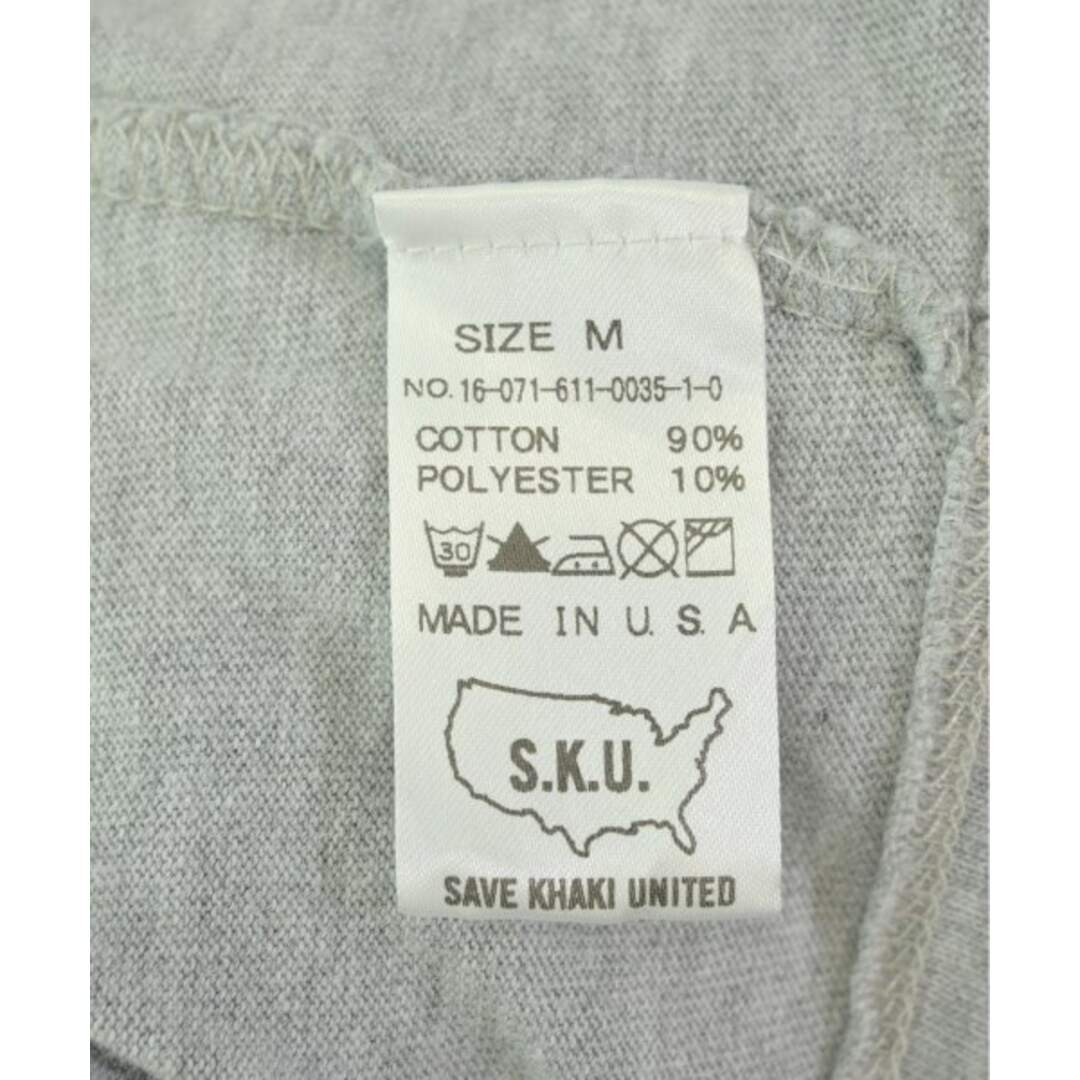 SIZE M
NO. 16-071-611-0035-1-0
COTTON 90%
POLYESTER 10%
30
MADE IN U. S. A
S.K.U.
SAVE KHAKI UNITED